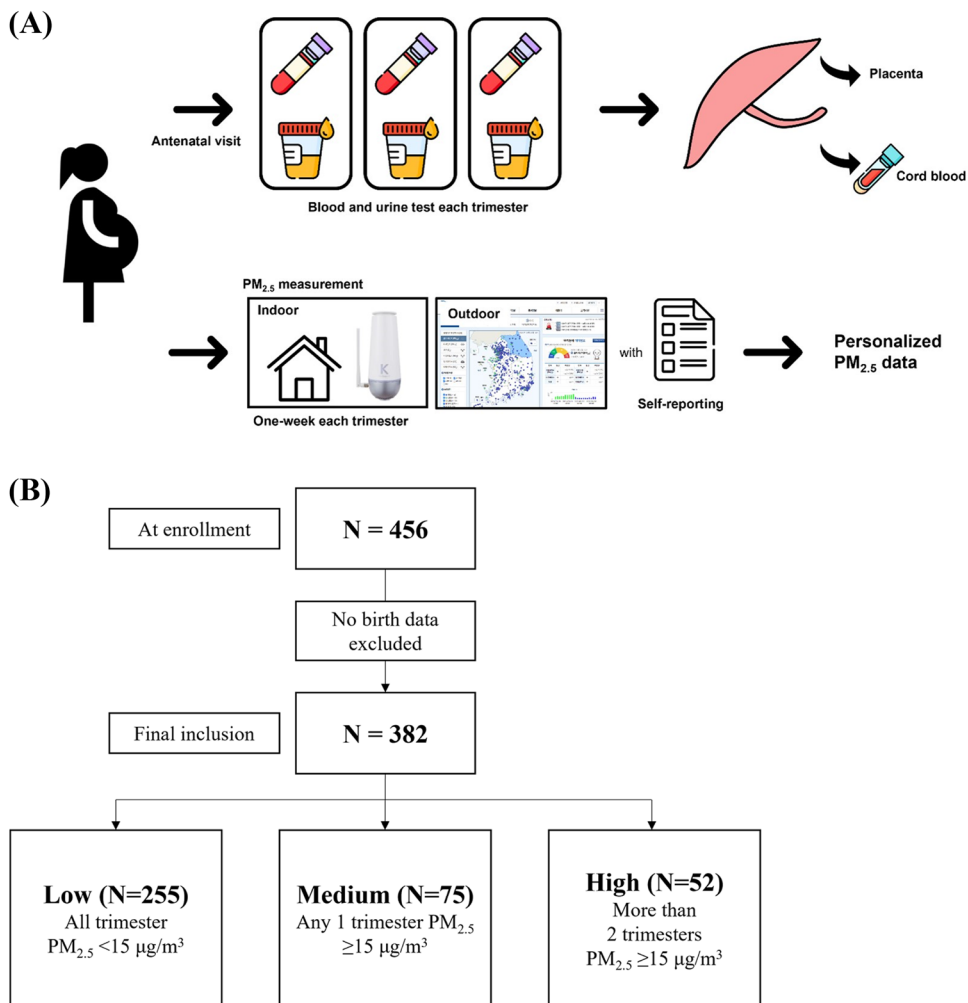 (A)
Antenatal visit
Blood and urine test each trimester
Placenta
Cord blood
PM2.5 measurement
Indoor
K
One-week each trimester
Outdoor
with
Self-reporting
Personalized
PM2.5 data
(B)
At enrollment
N = 456
No birth data
excluded
Final inclusion
N = 382
Low (N=255)
All trimester
PM2.5 <15 μg/m³
Medium (N=75)
Any 1 trimester PM2.5
≥15 μg/m³
High (N=52)
More than
2 trimesters
PM2.5 ≥15 μg/m³